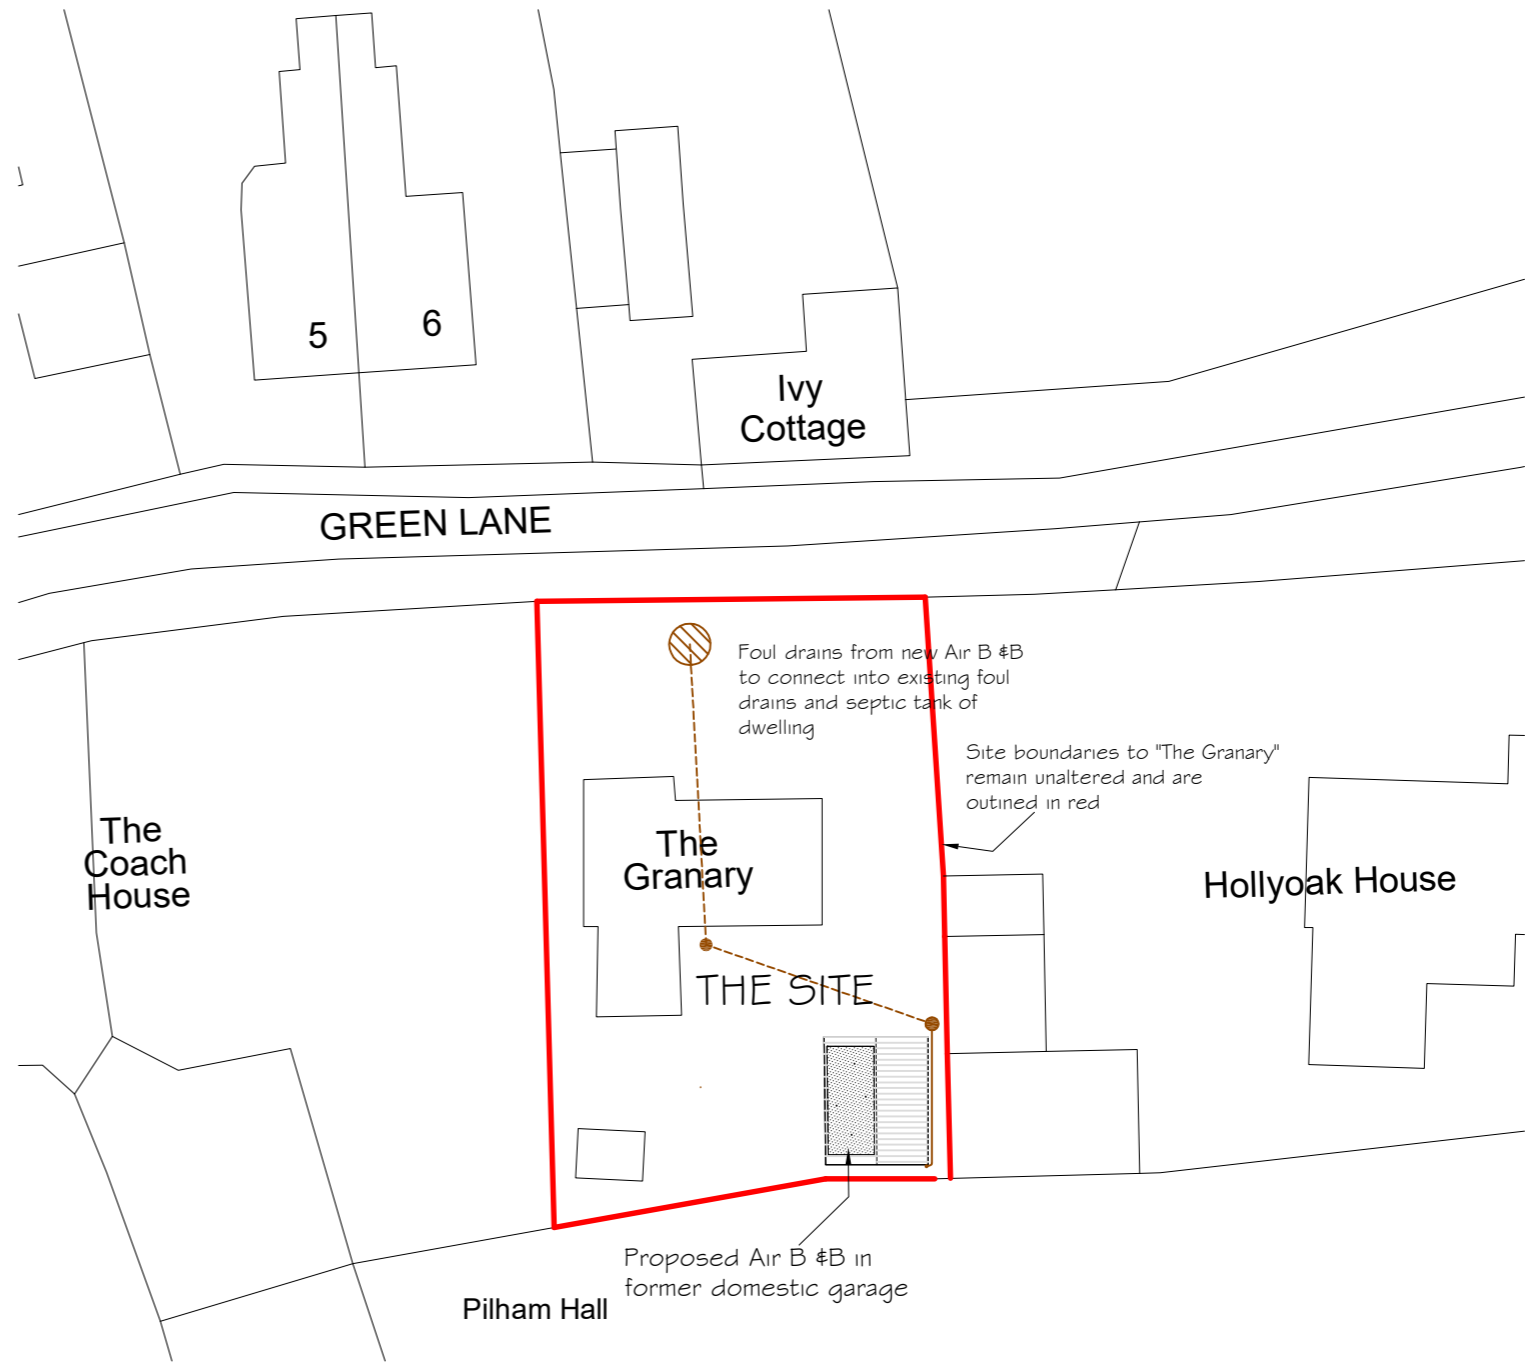 5
6
Ivy
Cottage
GREEN LANE
Foul drains from new Air B &B
to connect into existing foul
drains and septic tank of
dwelling
Site boundaries to "The Granary"
remain unaltered and are
outined in red
The
Coach
House
The
Granary
Hollyoak House
THE SITE
Proposed Air B &B in
former domestic garage
Pilham Hall